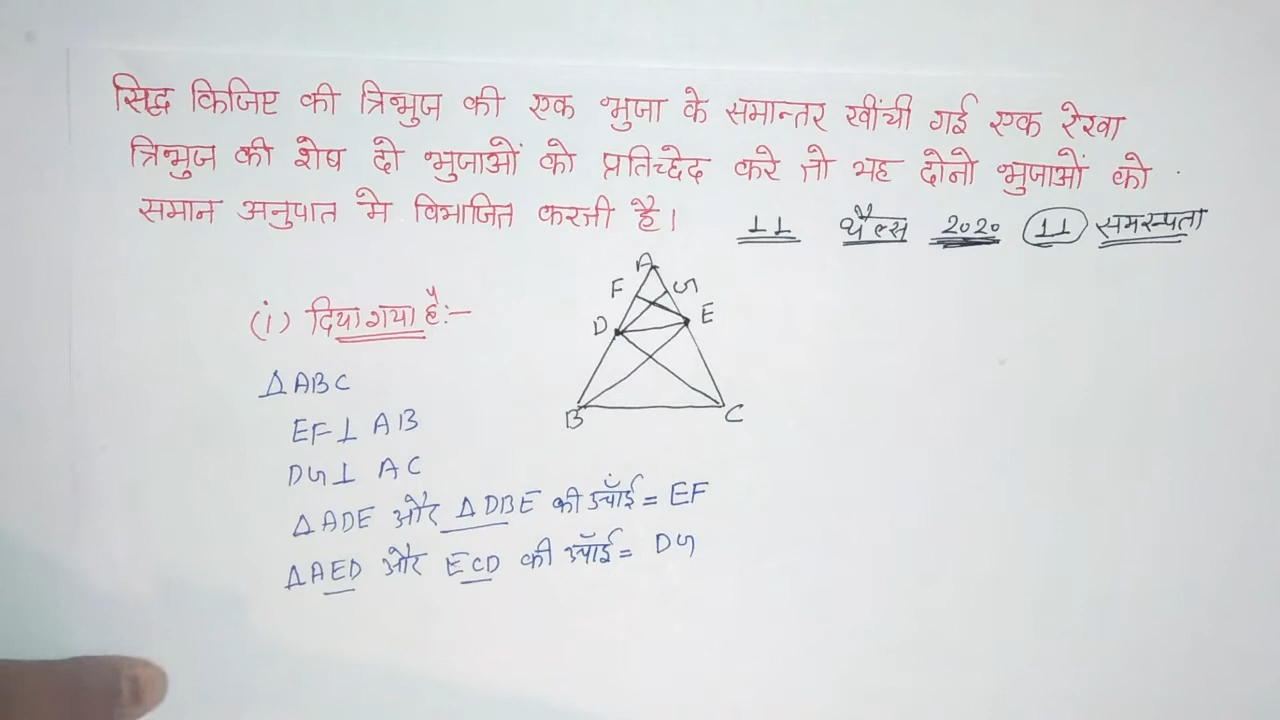 सिद्ध किजिए की त्रिभुज की एक भुजा के समान्तर खींची गई एक रेखा
त्रिभुज की शेष दो भुजाओं को प्रतिच्छेद करे तो यह दोनो भुजाओं को
समान अनुपात मे विभाजित करती है।
11 थैल्स 2020 11 समरूपता
A
F G
D E
B C
(i) दिया गया है:-
ΔABC
EF⊥ AB
DG⊥ AC
ΔADE और ΔDBE की ऊँचाई = EF
ΔAED और ECD की ऊँचाई = DG